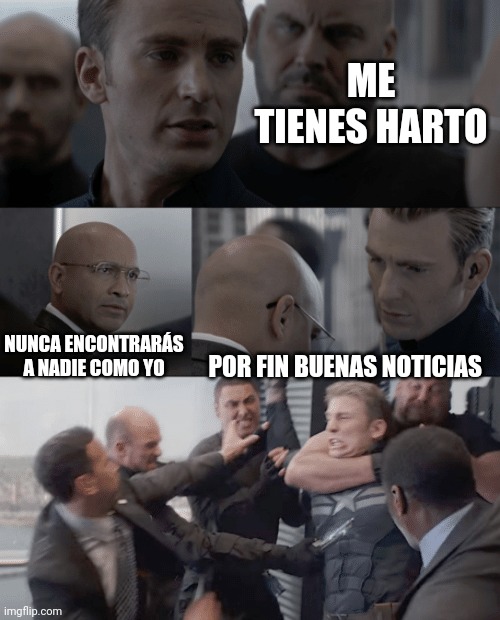 ME
TIENES HARTO
NUNCA ENCONTRARÁS
A NADIE COMO YO
POR FIN BUENAS NOTICIAS
imgflip.com